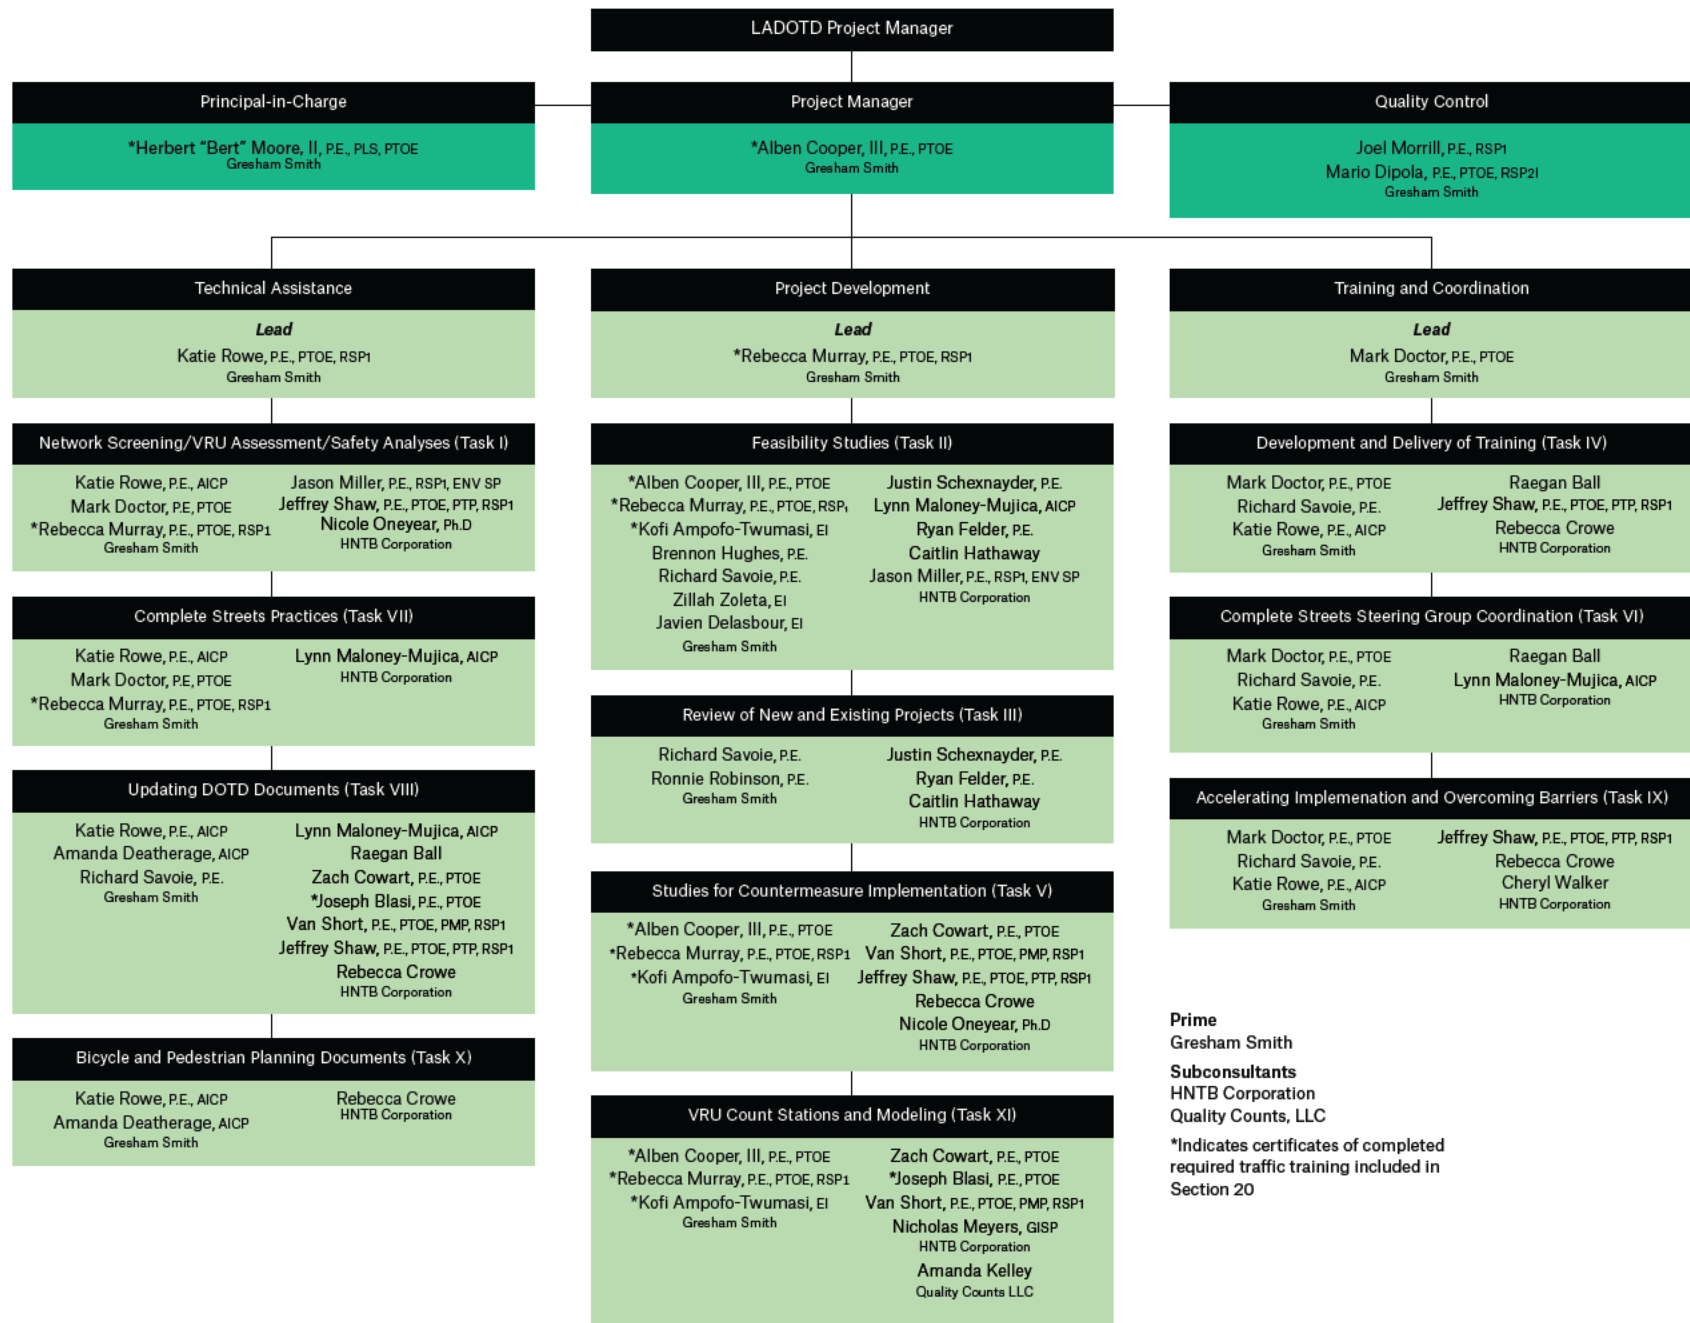 LADOTD Project Manager
Principal-in-Charge
*Herbert “Bert” Moore, II, P.E., PLS, PTOE
Gresham Smith
Project Manager
*Alben Cooper, III, P.E., PTOE
Gresham Smith
Quality Control
Joel Morrill, P.E., RSP1
Mario Dipola, P.E., PTOE, RSP2I
Gresham Smith
Technical Assistance
Lead
Katie Rowe, P.E., PTOE, RSP1
Gresham Smith
Network Screening/VRU Assessment/Safety Analyses (Task I)
Katie Rowe, P.E., AICP
Mark Doctor, P.E, PTOE
*Rebecca Murray, P.E., PTOE, RSP1
Gresham Smith
Jason Miller, P.E., RSP1, ENV SP
Jeffrey Shaw, P.E., PTOE, PTP, RSP1
Nicole Oneyear, Ph.D
HNTB Corporation
Complete Streets Practices (Task VII)
Katie Rowe, P.E., AICP
Mark Doctor, P.E, PTOE
*Rebecca Murray, P.E., PTOE, RSP1
Gresham Smith
Lynn Maloney-Mujica, AICP
HNTB Corporation
Updating DOTD Documents (Task VIII)
Katie Rowe, P.E., AICP
Amanda Deatherage, AICP
Richard Savoie, P.E.
Gresham Smith
Lynn Maloney-Mujica, AICP
Raegan Ball
Zach Cowart, P.E., PTOE
*Joseph Blasi, P.E., PTOE
Van Short, P.E., PTOE, PMP, RSP1
Jeffrey Shaw, P.E., PTOE, PTP, RSP1
Rebecca Crowe
HNTB Corporation
Bicycle and Pedestrian Planning Documents (Task X)
Katie Rowe, P.E., AICP
Amanda Deatherage, AICP
Gresham Smith
Rebecca Crowe
HNTB Corporation
Project Development
Lead
*Rebecca Murray, P.E., PTOE, RSP1
Gresham Smith
Feasibility Studies (Task II)
*Alben Cooper, III, P.E., PTOE
*Rebecca Murray, P.E., PTOE, RSP1
*Kofi Ampofo-Twumasi, EI
Brennon Hughes, P.E.
Richard Savoie, P.E.
Zillah Zoleta, EI
Javien Delasbour, EI
Gresham Smith
Justin Schexnayder, P.E.
Lynn Maloney-Mujica, AICP
Ryan Felder, P.E.
Caitlin Hathaway
Jason Miller, P.E., RSP1, ENV SP
HNTB Corporation
Review of New and Existing Projects (Task III)
Richard Savoie, P.E.
Ronnie Robinson, P.E.
Gresham Smith
Justin Schexnayder, P.E.
Ryan Felder, P.E.
Caitlin Hathaway
HNTB Corporation
Studies for Countermeasure Implementation (Task V)
*Alben Cooper, III, P.E., PTOE
*Rebecca Murray, P.E., PTOE, RSP1
*Kofi Ampofo-Twumasi, EI
Gresham Smith
Zach Cowart, P.E., PTOE
Van Short, P.E., PTOE, PMP, RSP1
Jeffrey Shaw, P.E., PTOE, PTP, RSP1
Rebecca Crowe
Nicole Oneyear, Ph.D
HNTB Corporation
VRU Count Stations and Modeling (Task XI)
*Alben Cooper, III, P.E., PTOE
*Rebecca Murray, P.E., PTOE, RSP1
*Kofi Ampofo-Twumasi, EI
Gresham Smith
Zach Cowart, P.E., PTOE
*Joseph Blasi, P.E., PTOE
Van Short, P.E., PTOE, PMP, RSP1
Nicholas Meyers, GISP
HNTB Corporation
Amanda Kelley
Quality Counts LLC
Training and Coordination
Lead
Mark Doctor, P.E., PTOE
Gresham Smith
Development and Delivery of Training (Task IV)
Mark Doctor, P.E., PTOE
Richard Savoie, P.E.
Katie Rowe, P.E., AICP
Gresham Smith
Raegan Ball
Jeffrey Shaw, P.E., PTOE, PTP, RSP1
Rebecca Crowe
HNTB Corporation
Complete Streets Steering Group Coordination (Task VI)
Mark Doctor, P.E., PTOE
Richard Savoie, P.E.
Katie Rowe, P.E., AICP
Gresham Smith
Raegan Ball
Lynn Maloney-Mujica, AICP
HNTB Corporation
Accelerating Implemenation and Overcoming Barriers (Task IX)
Mark Doctor, P.E., PTOE
Richard Savoie, P.E.
Katie Rowe, P.E., AICP
Gresham Smith
Jeffrey Shaw, P.E., PTOE, PTP, RSP1
Rebecca Crowe
Cheryl Walker
HNTB Corporation
Prime
Gresham Smith
Subconsultants
HNTB Corporation
Quality Counts, LLC
*Indicates certificates of completed
required traffic training included in
Section 20